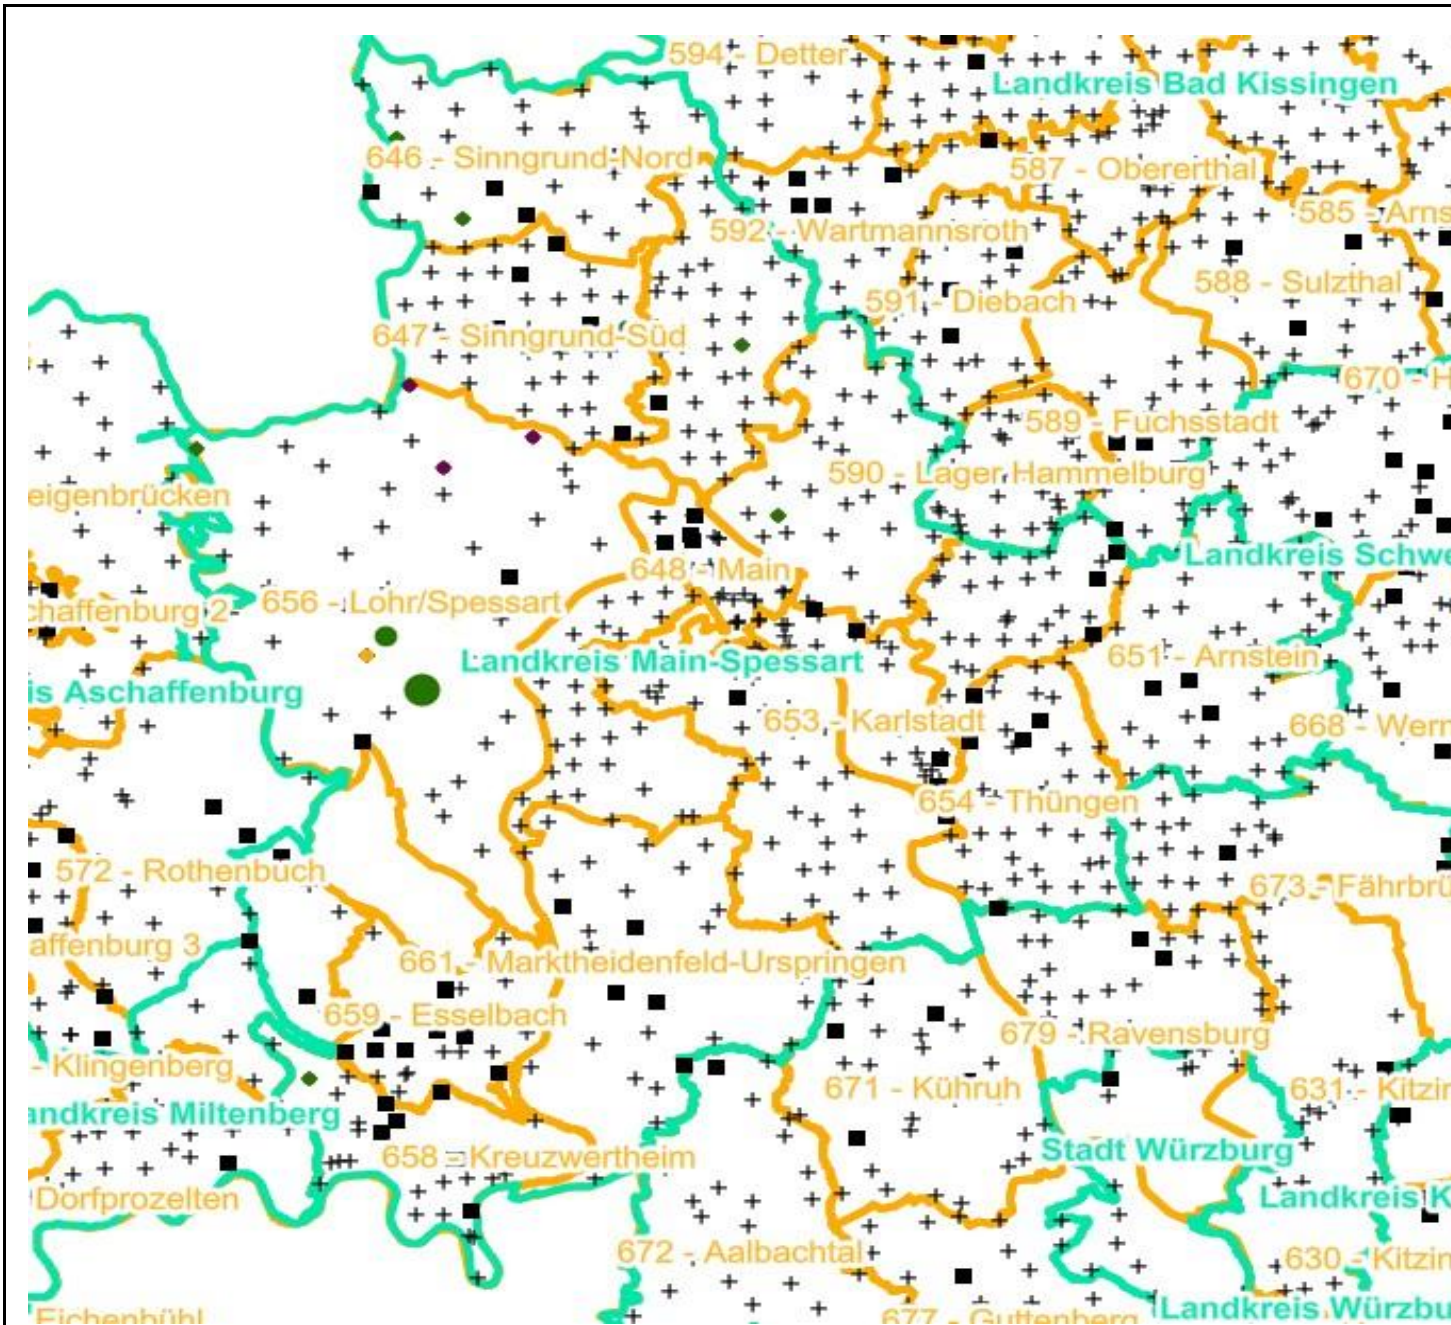 594 - Detter
Landkreis Bad Kissingen
646 - Sinngrund-Nord
587 - Obererthal
585 - Arns
592 - Wartmannsroth
588 - Sulzthal
591 - Diebach
647 - Sinngrund-Süd
670 - H
589 - Fuchsstadt
590 - Lager Hammelburg
eigenbrücken
Landkreis Schwe
648 - Main
656 - Lohr/Spessart
chaffenburg 2
651 - Arnstein
Landkreis Main-Spessart
is Aschaffenburg
653 - Karlstadt
668 - Wern
654 - Thüngen
572 - Rothenbuch
673 - Fährbrü
affenburg 3
661 - Marktheidenfeld-Urspringen
659 - Esselbach
679 - Ravensburg
- Klingenberg
671 - Kühruh
631 - Kitzin
andkreis Miltenberg
Stadt Würzburg
658 - Kreuzwertheim
Dorfprozelten
Landkreis K
672 - Aalbachtal
630 - Kitzin
Landkreis Würzbu
Eichenbühl
677 - Guttenberg